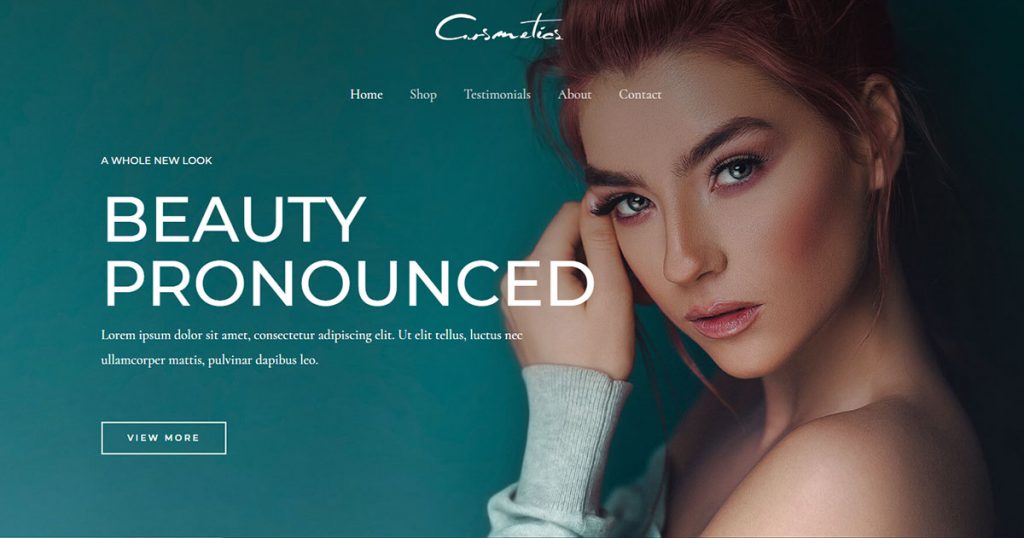 Cosmetics
Home Shop Testimonials About Contact
A WHOLE NEW LOOK
BEAUTY
PRONOUNCED
Lorem ipsum dolor sit amet, consectetur adipiscing elit. Ut elit tellus, luctus nec
ullamcorper mattis, pulvinar dapibus leo.
VIEW MORE